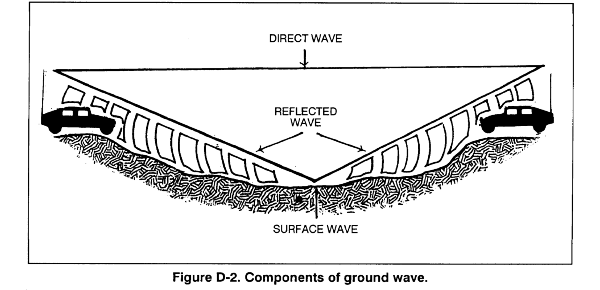 DIRECT WAVE
REFLECTED
WAVE
SURFACE WAVE
Figure D-2. Components of ground wave.